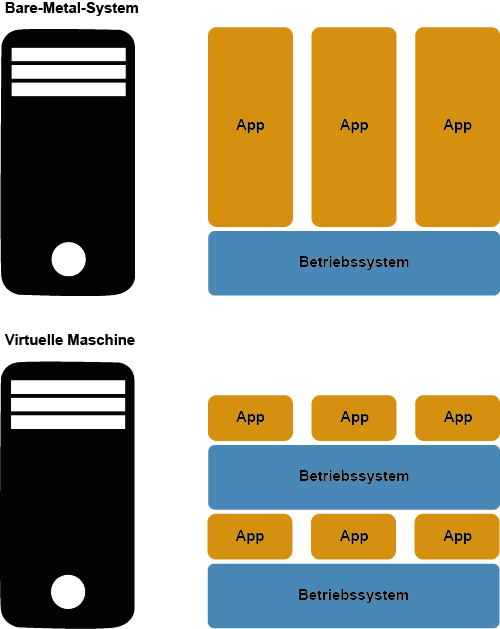 Bare-Metal-System
App App App
Betriebssystem
Virtuelle Maschine
App App App
Betriebssystem
App App App
Betriebssystem